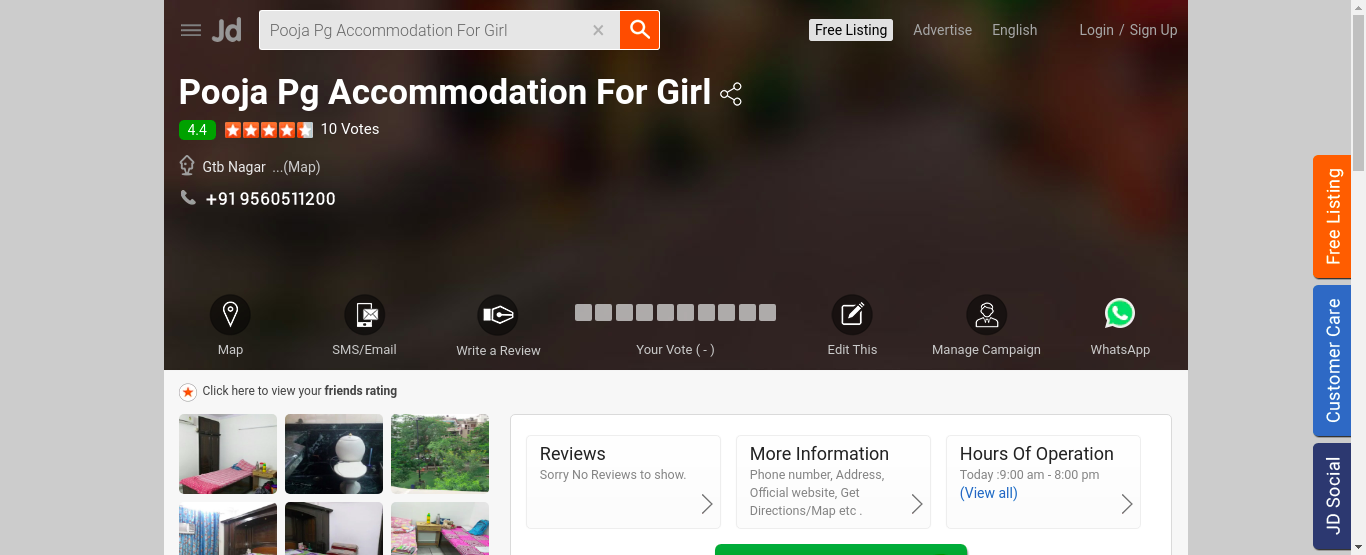 Jd
Pooja Pg Accommodation For Girl
Free Listing
Advertise
English
Login / Sign Up
Pooja Pg Accommodation For Girl
4.4
10 Votes
Gtb Nagar ...(Map)
+91 9560511200
Map
SMS/Email
Write a Review
Your Vote ( - )
Edit This
Manage Campaign
WhatsApp
Click here to view your friends rating
Reviews
Sorry No Reviews to show.
More Information
Phone number, Address,
Official website, Get
Directions/Map etc .
Hours Of Operation
Today :9:00 am - 8:00 pm
(View all)
Free Listing
Customer Care
JD Social